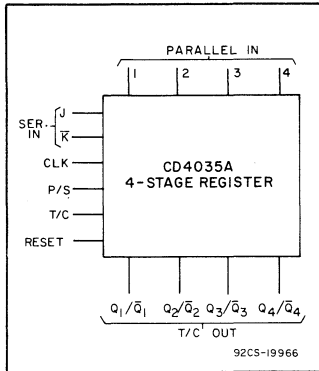 PARALLEL IN
1 2 3 4
SER. IN
J
K̅
CLK
P/S
T/C
RESET
CD4035A
4-STAGE REGISTER
Q₁/Q̅₁ Q₂/Q̅₂ Q₃/Q̅₃ Q₄/Q̅₄
T/C OUT
92CS-19966